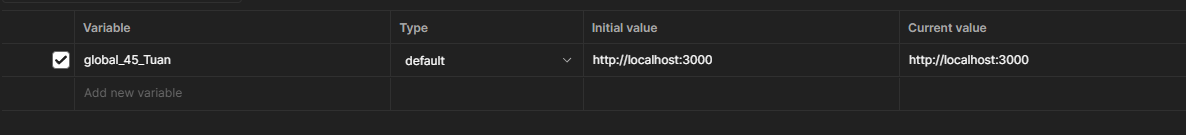 Variable Type Initial value Current value
global_45_Tuan default http://localhost:3000 http://localhost:3000
Add new variable